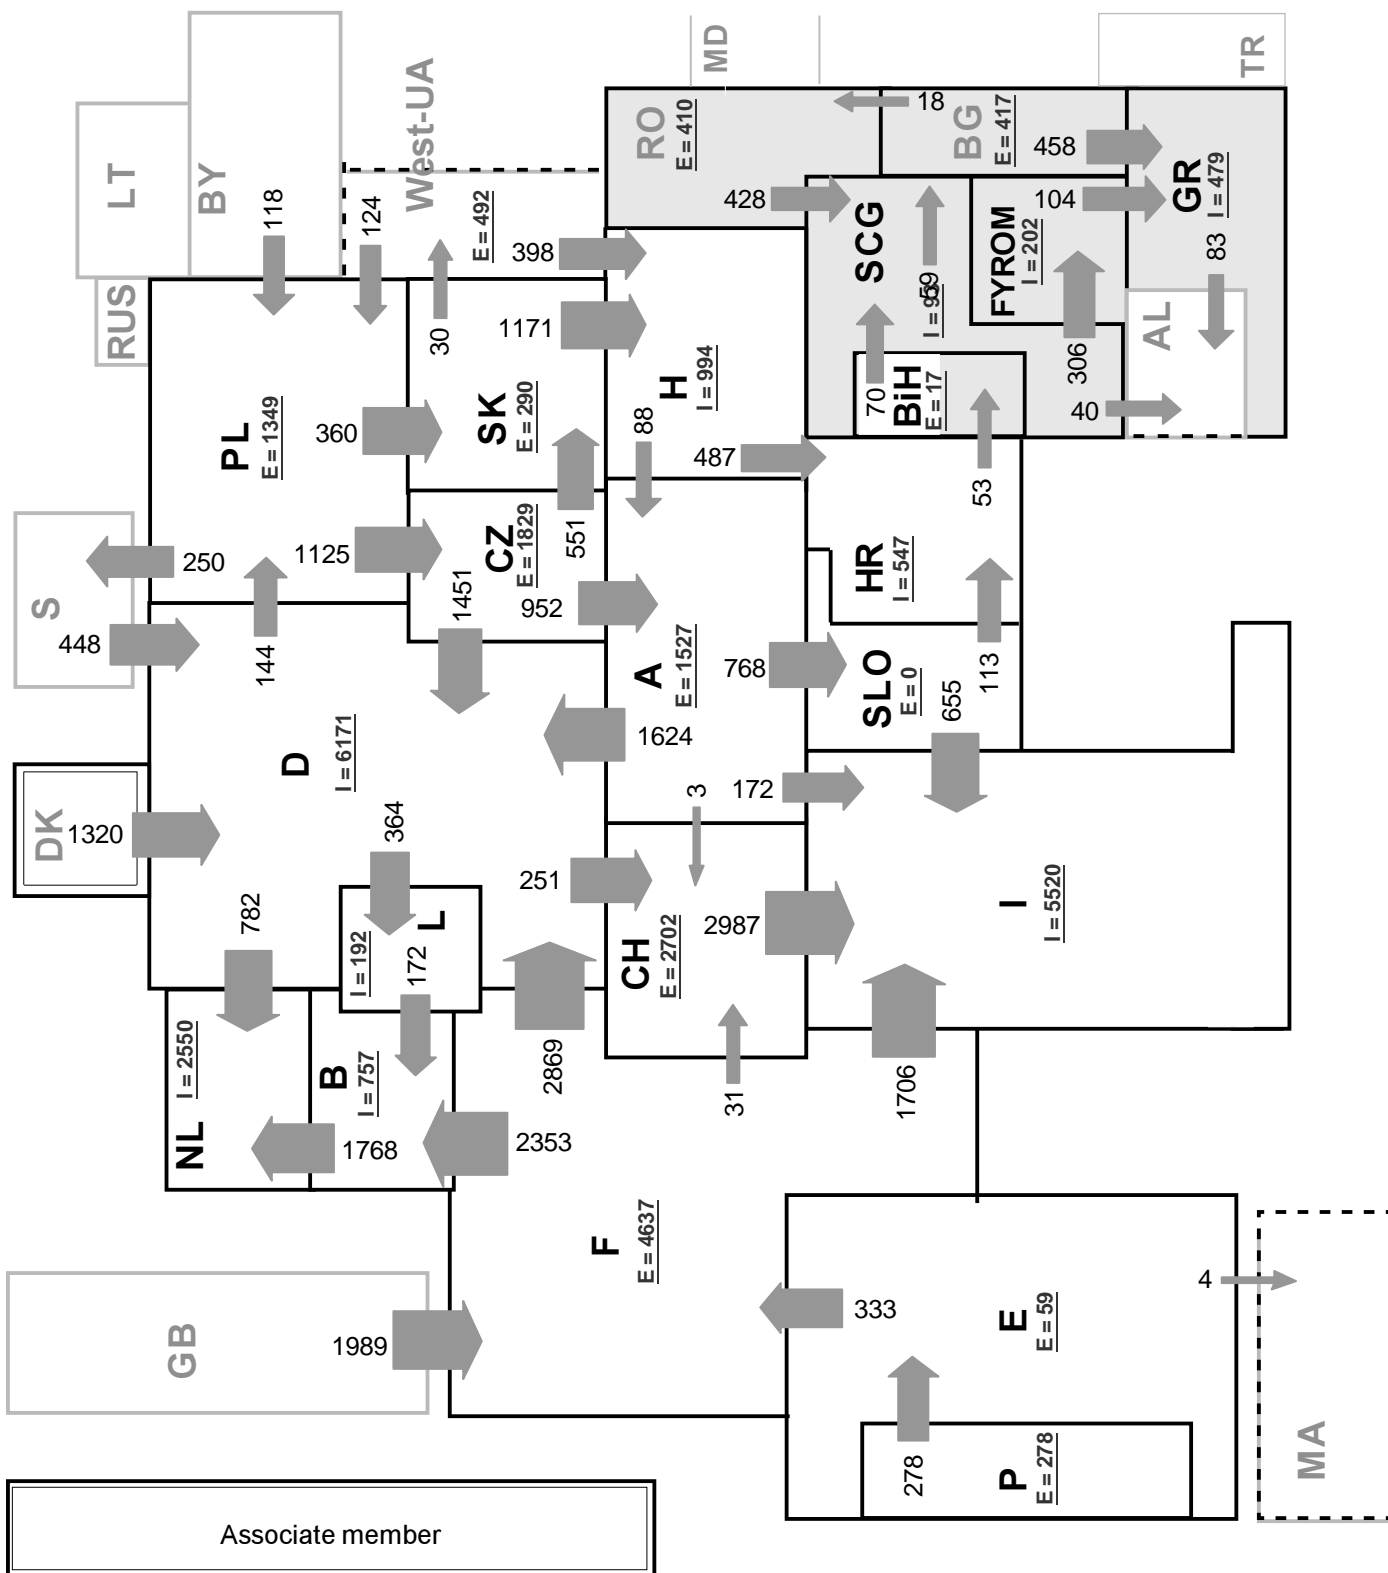 MD
TR
LT
BY
West-UA
E = 492
RO
E = 410
18
BG
E = 417
458
GR
I = 479
118
124
398
428
SCG
59
104
FYROM
I = 202
83
RUS
30
1171
H
I = 994
70
BiH
E = 17
306
AL
40
PL
E = 1349
360
SK
E = 290
88
487
53
S
250
448
144
1125
CZ
E = 1829
551
1451
952
HR
I = 547
A
E = 1527
768
SLO
E = 0
655
113
D
I = 6171
1624
172
3
DK
1320
364
251
782
L
I = 192
172
CH
E = 2702
2987
I
I = 5520
NL
I = 2550
B
I = 757
1768
2353
2869
31
1706
F
E = 4637
GB
1989
333
E
E = 59
4
278
P
E = 278
MA
Associate member